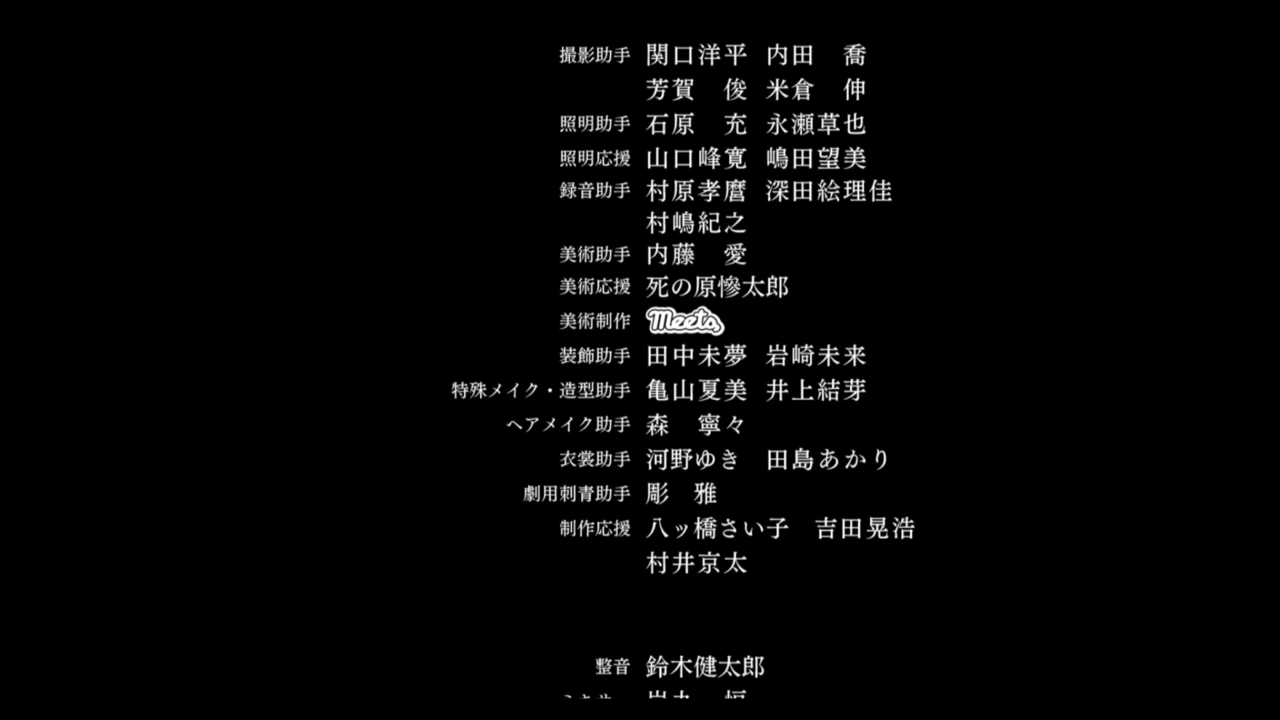 撮影助手 関口洋平 内田 喬
芳賀 俊 米倉 伸
照明助手 石原 充 永瀬草也
照明応援 山口峰寛 嶋田望美
録音助手 村原孝麿 深田絵理佳
村嶋紀之
美術助手 内藤 愛
美術応援 死の原惨太郎
美術制作 Meets,
装飾助手 田中未夢 岩崎未来
特殊メイク・造型助手 亀山夏美 井上結芽
ヘアメイク助手 森 寧々
衣裳助手 河野ゆき 田島あかり
劇用刺青助手 彫 雅
制作応援 八ッ橋さい子 吉田晃浩
村井京太
整音 鈴木健太郎